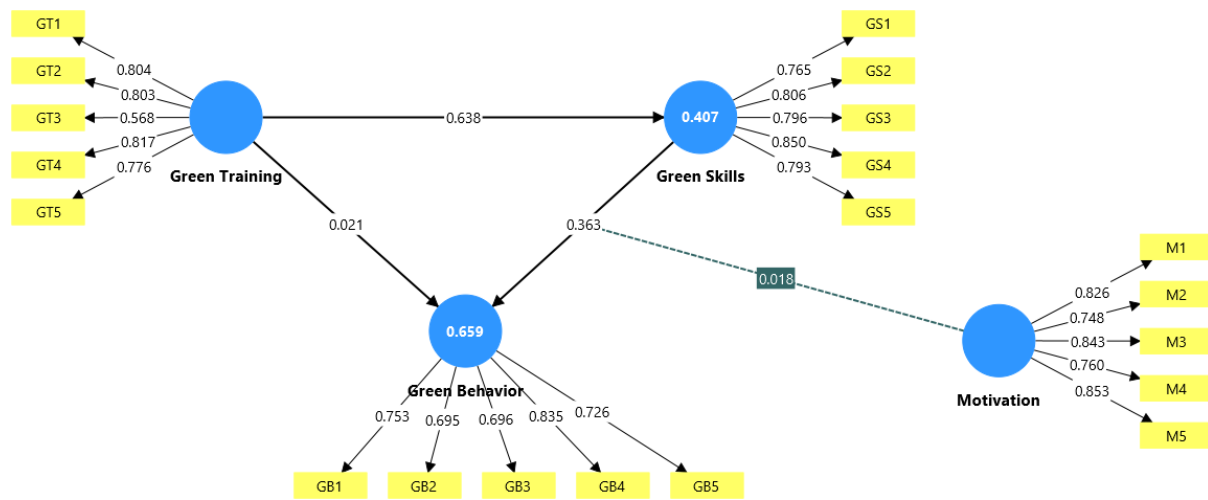 GT1
GT2
GT3
GT4
GT5
0.804
0.803
0.568
0.817
0.776
Green Training
0.638
0.021
0.407
Green Skills
GS1
GS2
GS3
GS4
GS5
0.765
0.806
0.796
0.850
0.793
0.363
0.018
0.659
Green Behavior
0.753
0.695
0.696
0.835
0.726
GB1
GB2
GB3
GB4
GB5
Motivation
0.826
0.748
0.843
0.760
0.853
M1
M2
M3
M4
M5